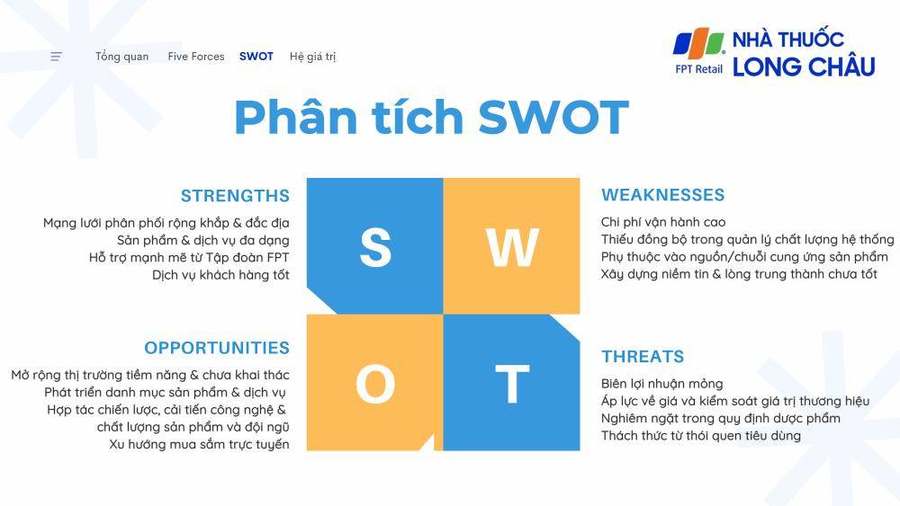 Tổng quan Five Forces SWOT Hệ giá trị
FPT Retail
NHÀ THUỐC
LONG CHÂU
Phân tích SWOT
STRENGTHS
Mạng lưới phân phối rộng khắp & đắc địa
Sản phẩm & dịch vụ đa dạng
Hỗ trợ mạnh mẽ từ Tập đoàn FPT
Dịch vụ khách hàng tốt
S
W
WEAKNESSES
Chi phí vận hành cao
Thiếu đồng bộ trong quản lý chất lượng hệ thống
Phụ thuộc vào nguồn/chuỗi cung ứng sản phẩm
Xây dựng niềm tin & lòng trung thành chưa tốt
OPPORTUNITIES
Mở rộng thị trường tiềm năng & chưa khai thác
Phát triển danh mục sản phẩm & dịch vụ
Hợp tác chiến lược, cải tiến công nghệ &
chất lượng sản phẩm và đội ngũ
Xu hướng mua sắm trực tuyến
O
T
THREATS
Biên lợi nhuận mỏng
Áp lực về giá và kiểm soát giá trị thương hiệu
Nghiêm ngặt trong quy định dược phẩm
Thách thức từ thói quen tiêu dùng